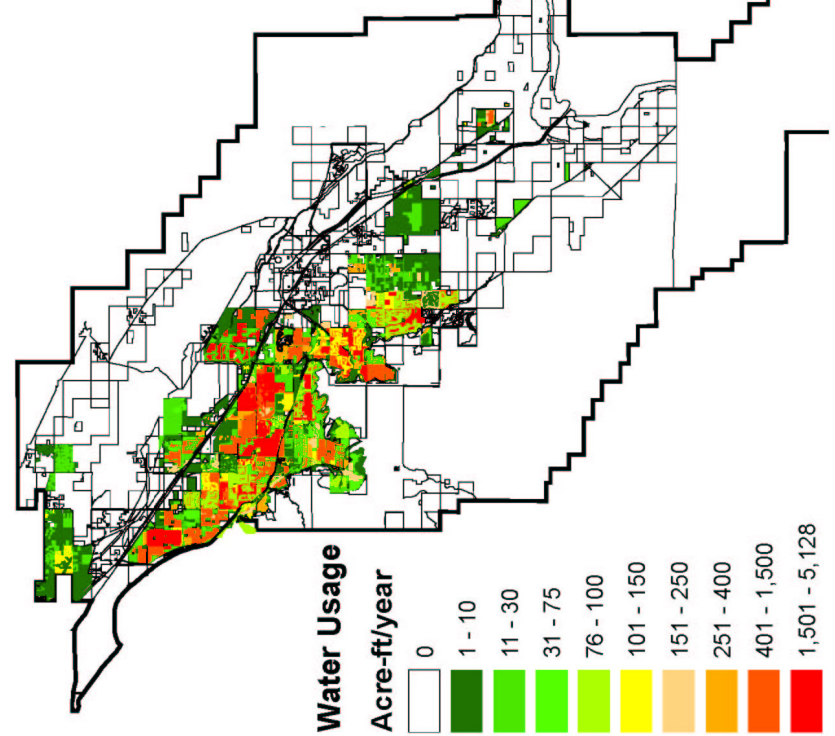 Water Usage
Acre-ft/year
0
1 - 10
11 - 30
31 - 75
76 - 100
101 - 150
151 - 250
251 - 400
401 - 1,500
1,501 - 5,128